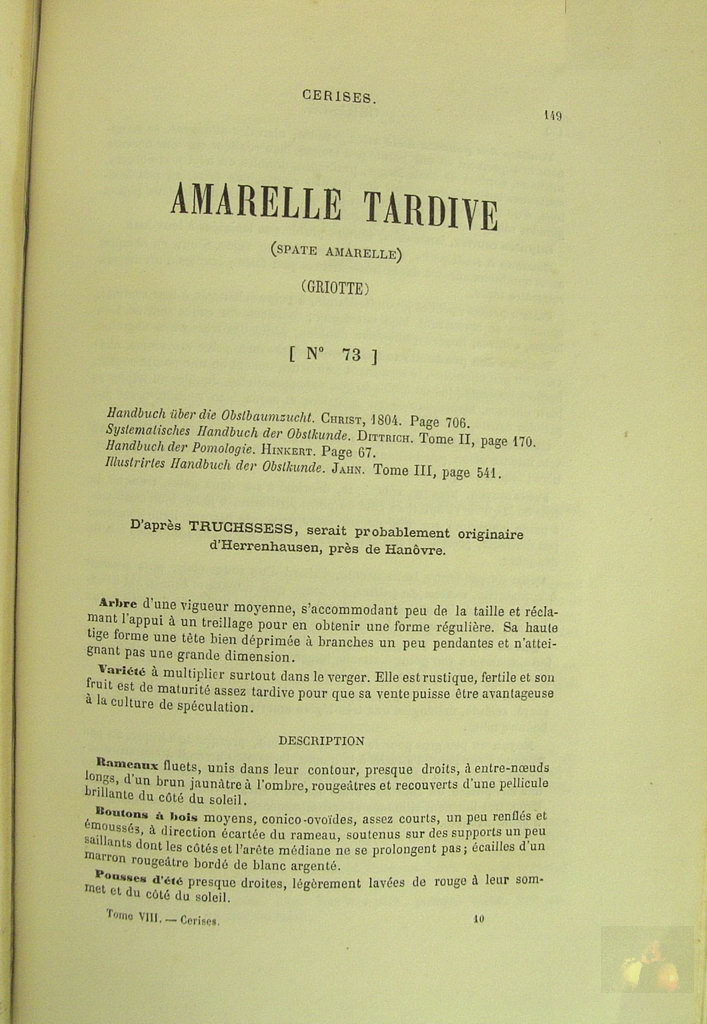 CERISES.
149
AMARELLE TARDIVE
(SPATE AMARELLE)
(GRIOTTE)
[ N° 73 ]
Handbuch über die Obstbaumzucht. CHRIST, 1804. Page 706.
Systematisches Handbuch der Obstkunde. DITTRICH. Tome II, page 170.
Handbuch der Pomologie. HINKERT. Page 67.
Illustrirtes Handbuch der Obstkunde. JAHN. Tome III, page 541.
D'après TRUCHSSESS, serait probablement originaire
d'Herrenhausen, près de Hanôvre.
Arbre d'une vigueur moyenne, s'accommodant peu de la taille et récla-
mant l'appui à un treillage pour en obtenir une forme régulière. Sa haute
tige forme une tête bien déprimée à branches un peu pendantes et n'attei-
gnant pas une grande dimension.
Variété à multiplier surtout dans le verger. Elle est rustique, fertile et son
fruit est de maturité assez tardive pour que sa vente puisse être avantageuse
à la culture de spéculation.
DESCRIPTION
Rameaux fluets, unis dans leur contour, presque droits, à entre-nœuds
longs, d'un brun jaunâtre à l'ombre, rougeâtres et recouverts d'une pellicule
brillante du côté du soleil.
Boutons à bois moyens, conico-ovoïdes, assez courts, un peu renflés et
émoussés, à direction écartée du rameau, soutenus sur des supports un peu
saillants dont les côtés et l'arête médiane ne se prolongent pas ; écailles d'un
marron rougeâtre bordé de blanc argenté.
Pousses d'été presque droites, légèrement lavées de rouge à leur som-
met et du côté du soleil.
Tome VIII. — Cerises.
10